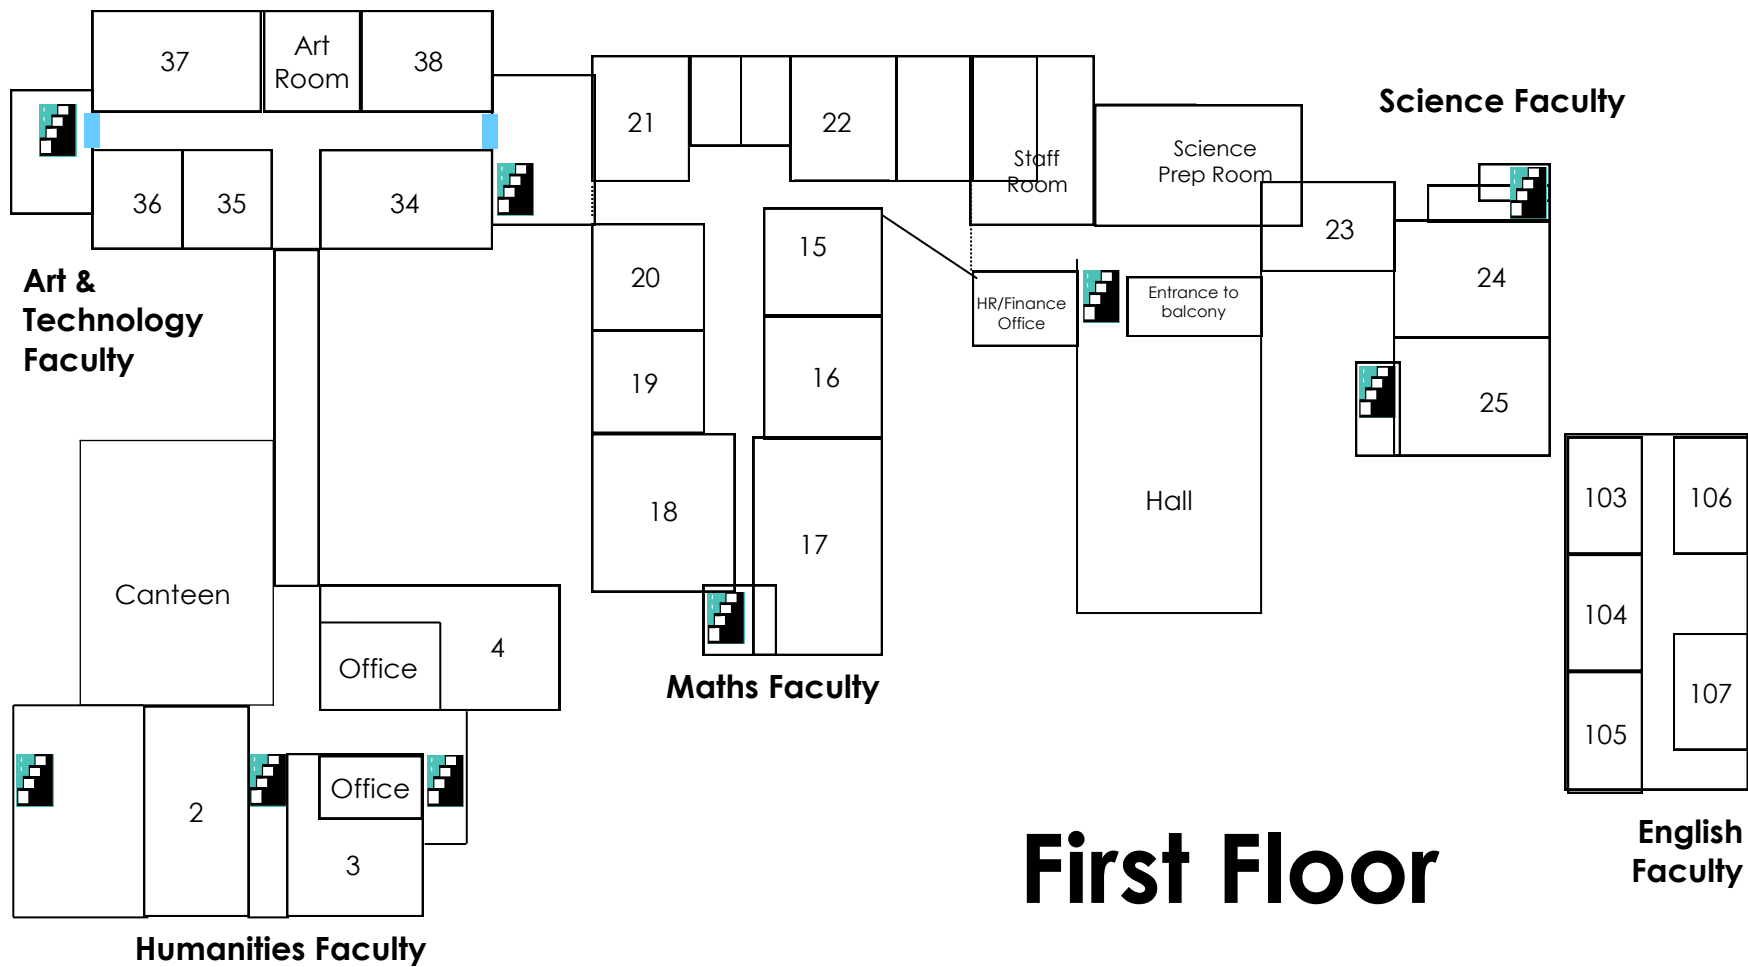 37
Art
Room
38
36
35
34
Art &
Technology
Faculty
21
22
Staff
Room
Science
Prep Room
Science Faculty
23
24
25
20
15
19
16
18
17
HR/Finance
Office
Entrance to
balcony
Hall
Maths Faculty
Canteen
Office
4
2
Office
3
Humanities Faculty
103
106
104
105
107
English
Faculty
First Floor